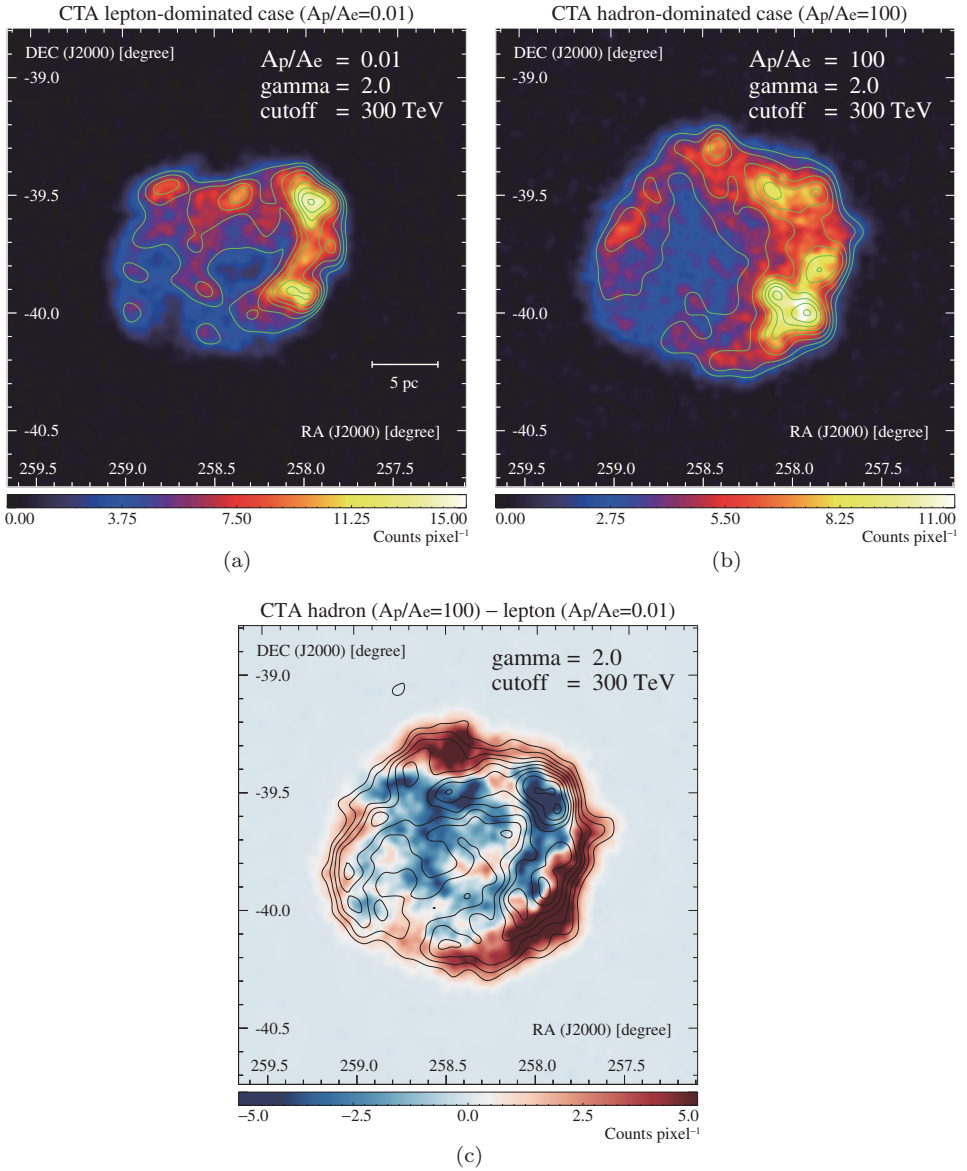 CTA lepton-dominated case (Ap/Ae=0.01)
DEC (J2000) [degree]
Ap/Ae = 0.01
gamma = 2.0
cutoff = 300 TeV
-39.0
-39.5
-40.0
-40.5
5 pc
RA (J2000) [degree]
259.5 259.0 258.5 258.0 257.5
0.00 3.75 7.50 11.25 15.00
Counts pixel⁻¹
(a)
CTA hadron-dominated case (Ap/Ae=100)
DEC (J2000) [degree]
Ap/Ae = 100
gamma = 2.0
cutoff = 300 TeV
-39.0
-39.5
-40.0
-40.5
RA (J2000) [degree]
259.5 259.0 258.5 258.0 257.5
0.00 2.75 5.50 8.25 11.00
Counts pixel⁻¹
(b)
CTA hadron (Ap/Ae=100) – lepton (Ap/Ae=0.01)
DEC (J2000) [degree]
gamma = 2.0
cutoff = 300 TeV
-39.0
-39.5
-40.0
-40.5
RA (J2000) [degree]
259.5 259.0 258.5 258.0 257.5
-5.0 -2.5 0.0 2.5 5.0
Counts pixel⁻¹
(c)